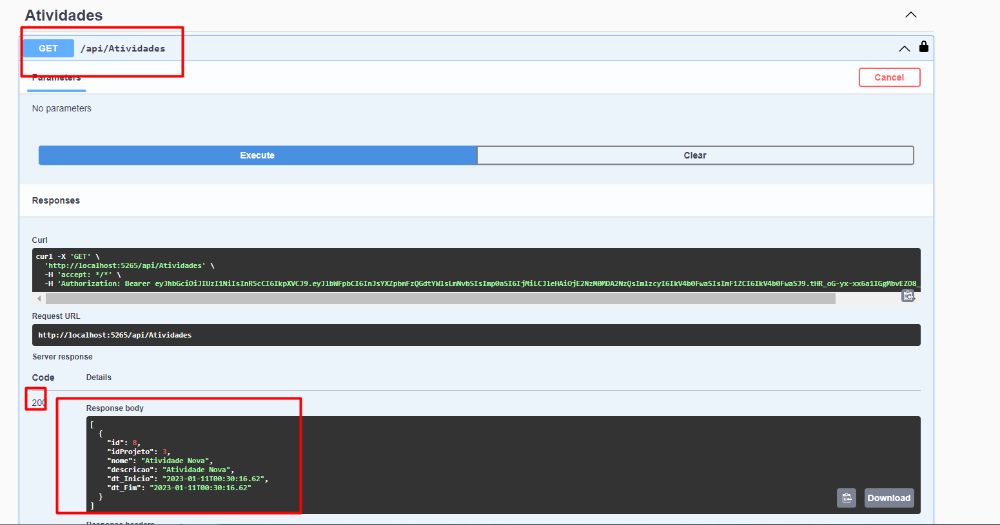 Atividades
GET /api/Atividades
Parameters
Cancel
No parameters
Execute
Clear
Responses
Curl
curl -X 'GET' \
'http://localhost:5265/api/Atividades' \
-H 'accept: */*' \
-H 'Authorization: Bearer eyJhbGciOiJIUzI1NiIsInR5cCI6IkpXVCJ9.eyJlbWFpbCI6InJsYXZpbmFzQGdtYWlsLmNvbSIsImp0aSI6IjMiLCJleHAiOjE2NzM0MDA2NzQsImlzcyI6IkV4b0FwaSIsImF1ZCI6IkV4b0FwaSJ9.tHR_oG-yx-xx6a1IGgMbvEZO8_
Request URL
http://localhost:5265/api/Atividades
Server response
Code
Details
200
Response body
[
{
"id": 8,
"idProjeto": 3,
"nome": "Atividade Nova",
"descricao": "Atividade Nova",
"dt_Inicio": "2023-01-11T00:30:16.62",
"dt_Fim": "2023-01-11T00:30:16.62"
}
]
Download
Response headers